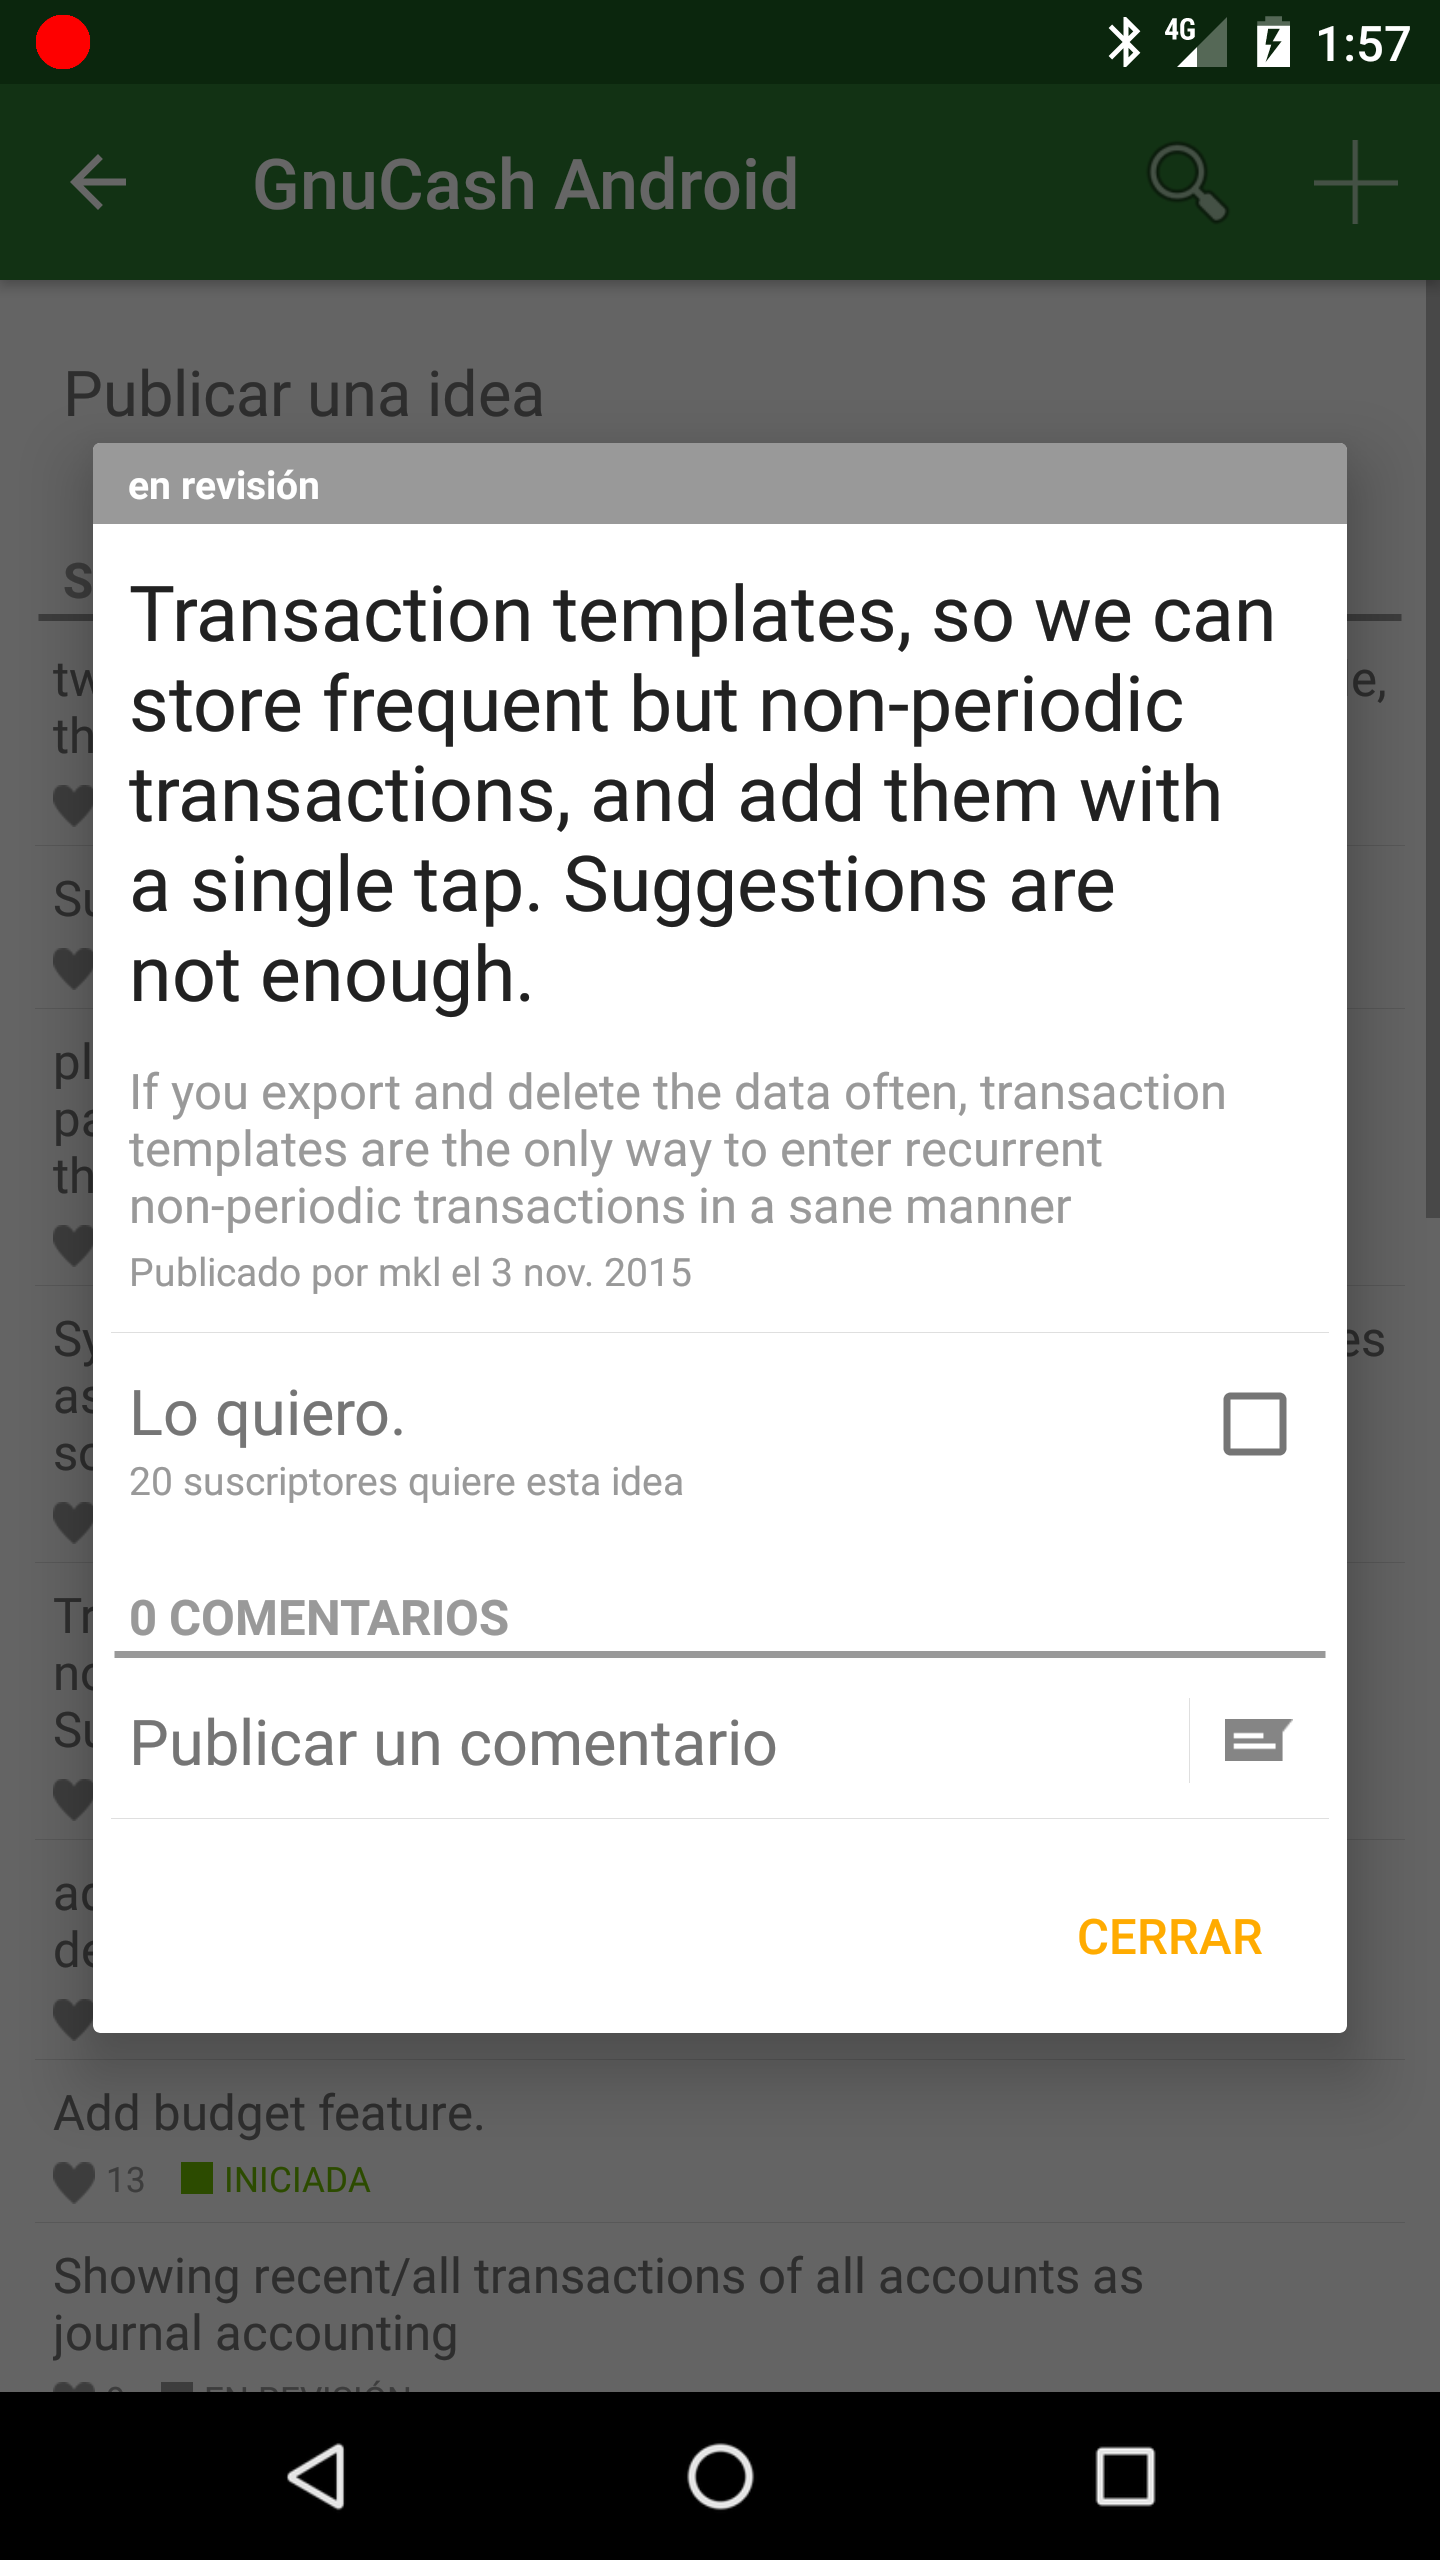 4G 1:57
GnuCash Android
Publicar una idea
en revisión
Transaction templates, so we can
store frequent but non-periodic
transactions, and add them with
a single tap. Suggestions are
not enough.
If you export and delete the data often, transaction
templates are the only way to enter recurrent
non-periodic transactions in a sane manner
Publicado por mkl el 3 nov. 2015
Lo quiero.
20 suscriptores quiere esta idea
0 COMENTARIOS
Publicar un comentario
CERRAR
Add budget feature.
13 INICIADA
Showing recent/all transactions of all accounts as
journal accounting
EN REVISIÓN